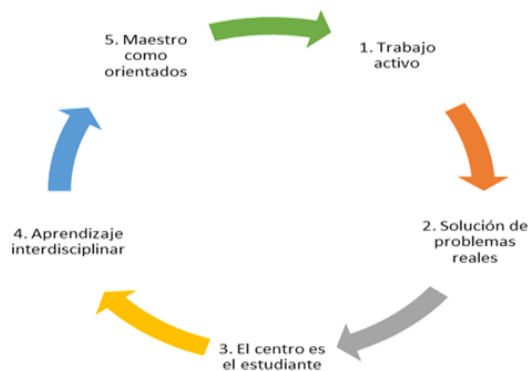 5. Maestro
como
orientados
1. Trabajo
activo
2. Solución de
problemas
reales
3. El centro es
el estudiante
4. Aprendizaje
interdisciplinar